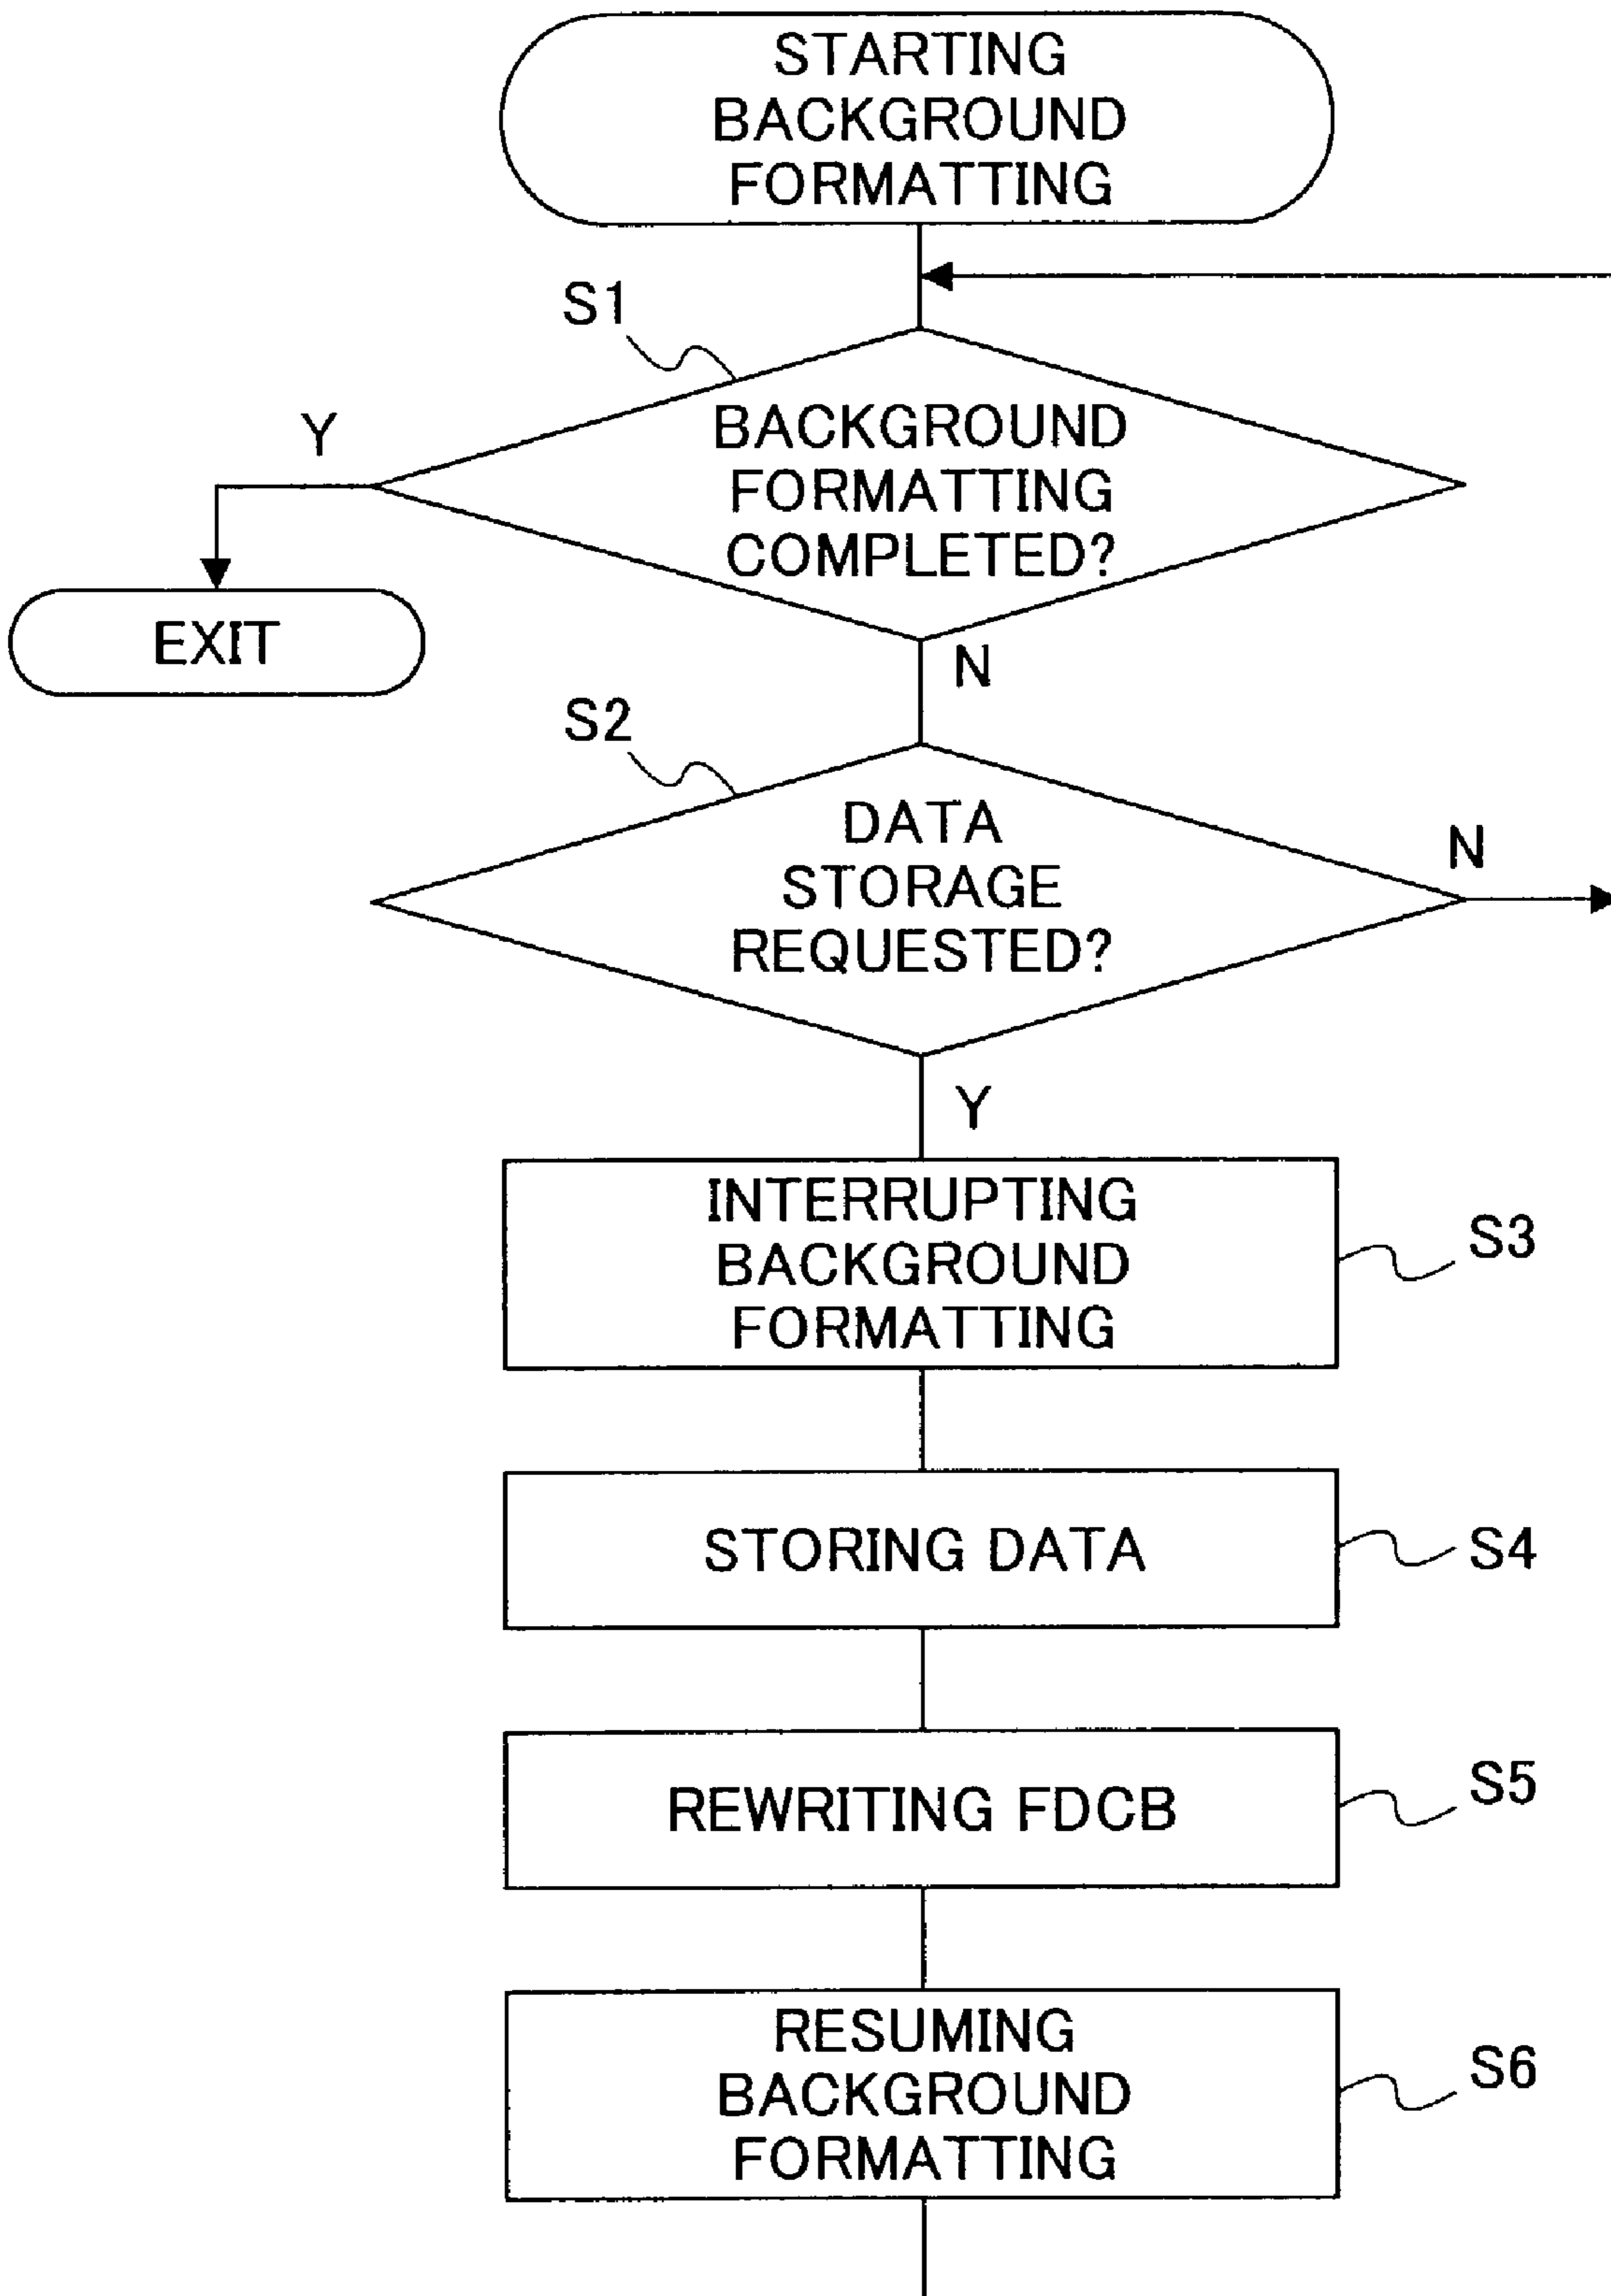 STARTING
BACKGROUND
FORMATTING
S1
Y
BACKGROUND
FORMATTING
COMPLETED?
EXIT
N
S2
DATA
STORAGE
REQUESTED?
N
Y
INTERRUPTING
BACKGROUND
FORMATTING
S3
STORING DATA
S4
REWRITING FDCB
S5
RESUMING
BACKGROUND
FORMATTING
S6